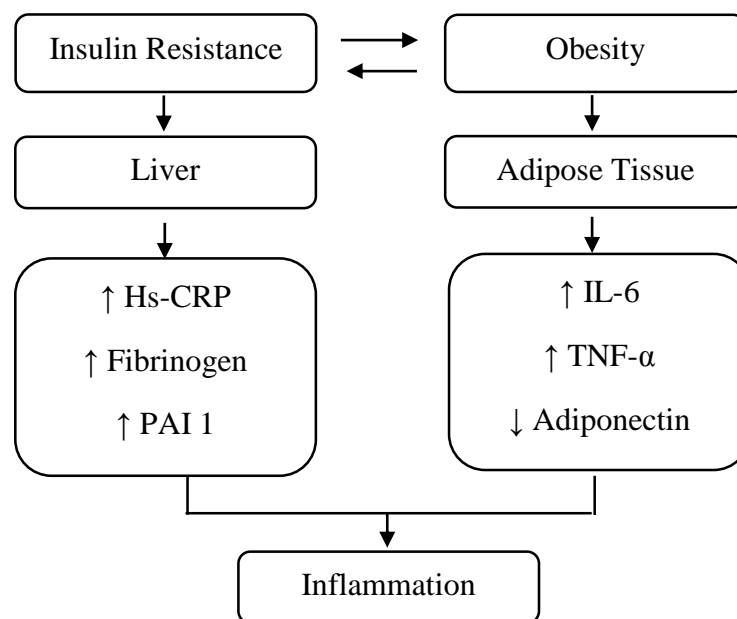 Insulin Resistance
Obesity
Liver
Adipose Tissue
↑ Hs-CRP
↑ Fibrinogen
↑ PAI 1
↑ IL-6
↑ TNF-α
↓ Adiponectin
Inflammation